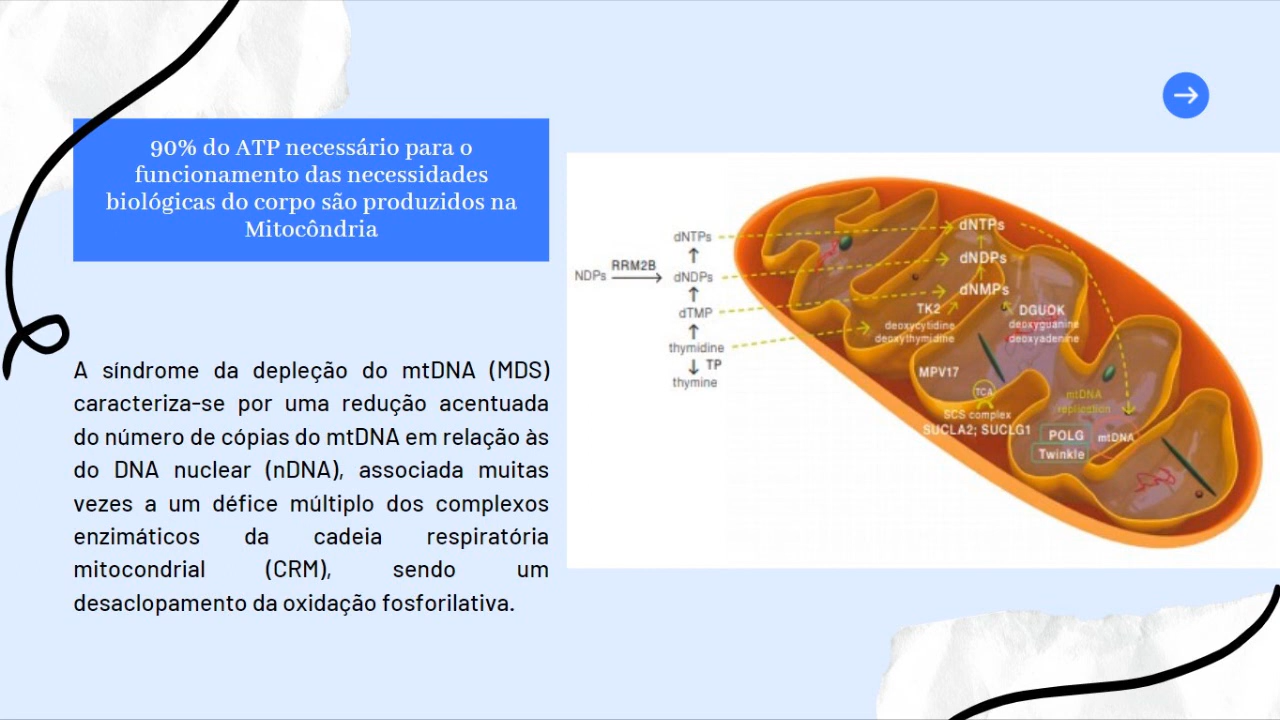 90% do ATP necessário para o
funcionamento das necessidades
biológicas do corpo são produzidos na
Mitocôndria
A síndrome da depleção do mtDNA (MDS)
caracteriza-se por uma redução acentuada
do número de cópias do mtDNA em relação às
do DNA nuclear (nDNA), associada muitas
vezes a um défice múltiplo dos complexos
enzimáticos da cadeia respiratória
mitocondrial (CRM), sendo um
desaclopamento da oxidação fosforilativa.
NDPs
RRM2B
dNTPs
dNDPs
dTMP
thymidine
TP
thymine
dNTPs
dNDPs
dNMPs
TK2
deoxycytidine
deoxythymidine
DGUOK
deoxyguanine
deoxyadenine
MPV17
TCA
SCS complex
SUCLA2; SUCLG1
mtDNA
replication
POLG
Twinkle
mtDNA